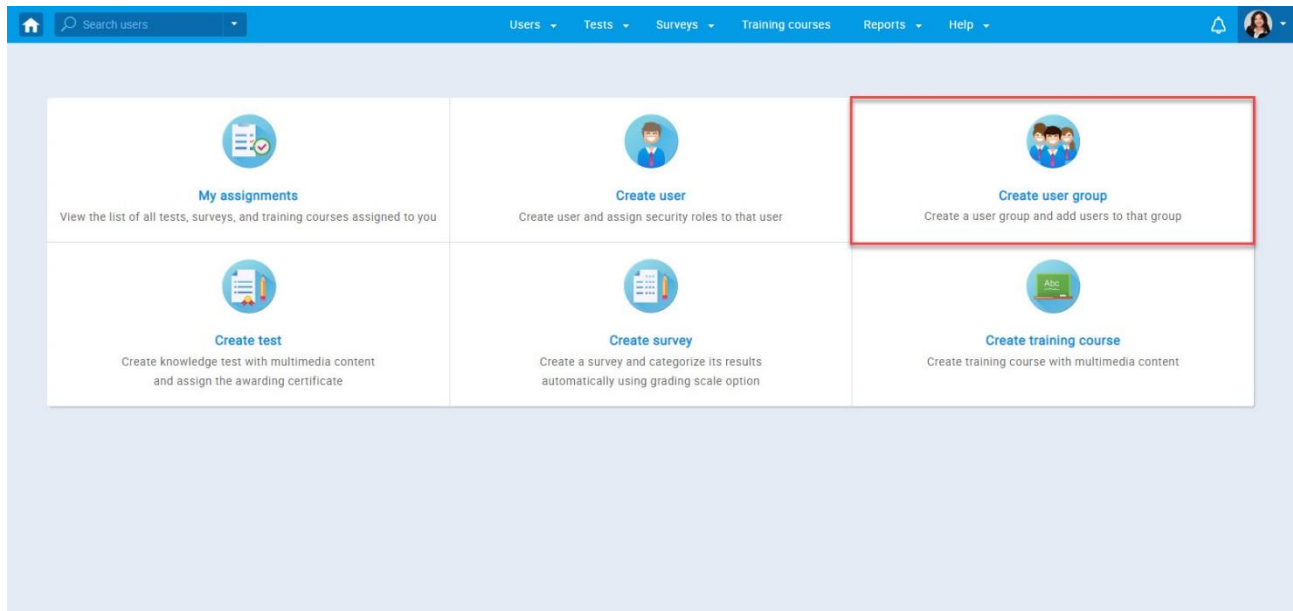 Search users
Users
Tests
Surveys
Training courses
Reports
Help
My assignments
View the list of all tests, surveys, and training courses assigned to you
Create user
Create user and assign security roles to that user
Create user group
Create a user group and add users to that group
Create test
Create knowledge test with multimedia content
and assign the awarding certificate
Create survey
Create a survey and categorize its results
automatically using grading scale option
Abc
Create training course
Create training course with multimedia content